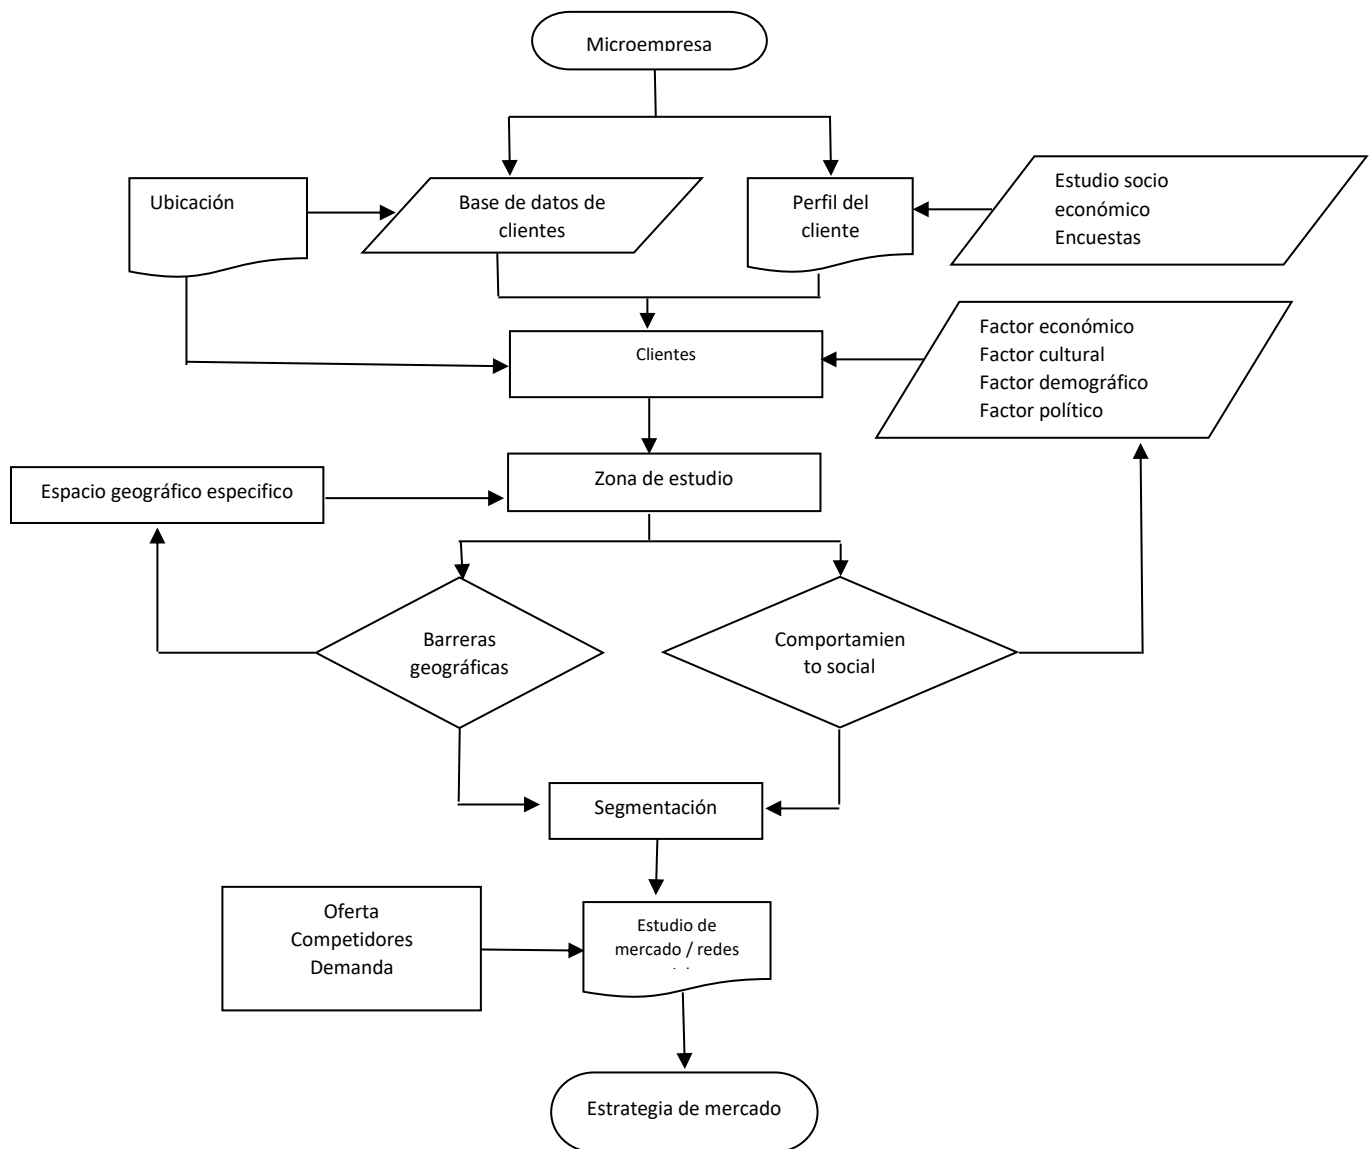 Microempresa
Ubicación
Base de datos de
clientes
Perfil del
cliente
Estudio socio
económico
Encuestas
Clientes
Factor económico
Factor cultural
Factor demográfico
Factor político
Espacio geográfico especifico
Zona de estudio
Barreras
geográficas
Comportamien
to social
Segmentación
Oferta
Competidores
Demanda
Estudio de
mercado / redes
Estrategia de mercado